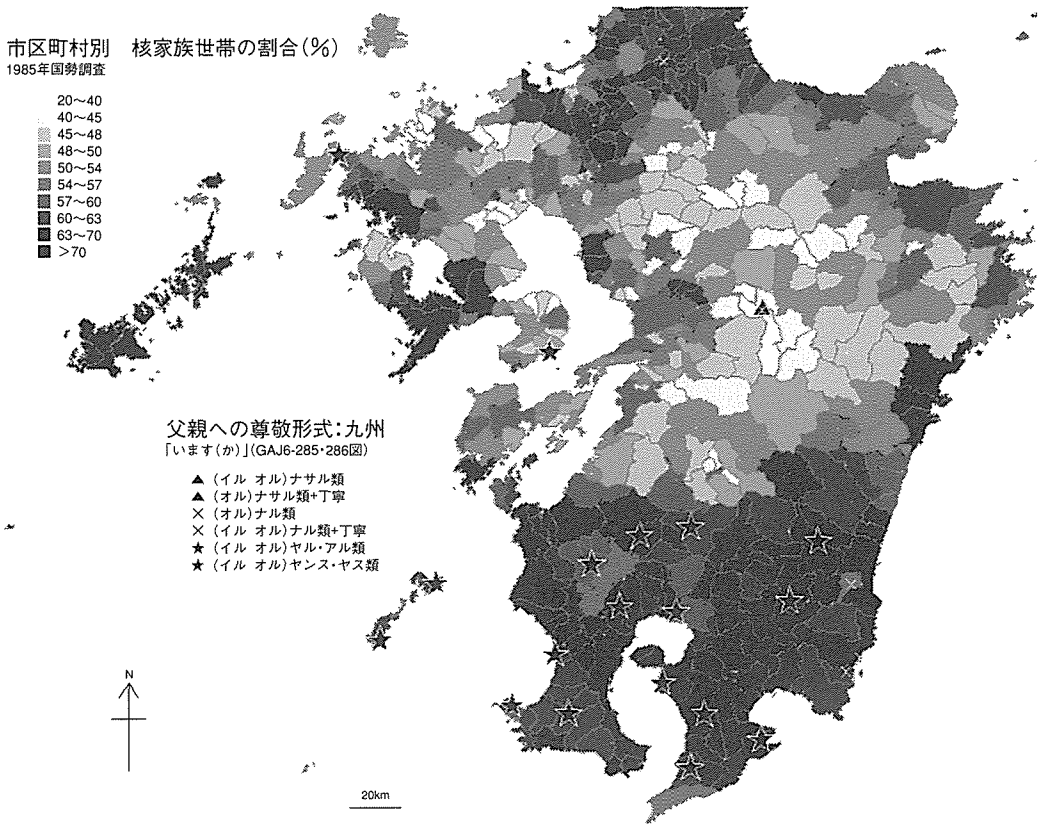 市区町村別 核家族世帯の割合(%)
1985年国勢調査
20～40
40～45
45～48
48～50
50～54
54～57
57～60
60～63
63～70
>70
父親への尊敬形式:九州
「います(か)」(GAJ6-285・286図)
▲ (イル オル)ナサル類
▲ (オル)ナサル類+丁寧
× (オル)ナル類
× (イル オル)ナル類+丁寧
★ (イル オル)ヤル・アル類
★ (イル オル)ヤンス・ヤス類
N
20km